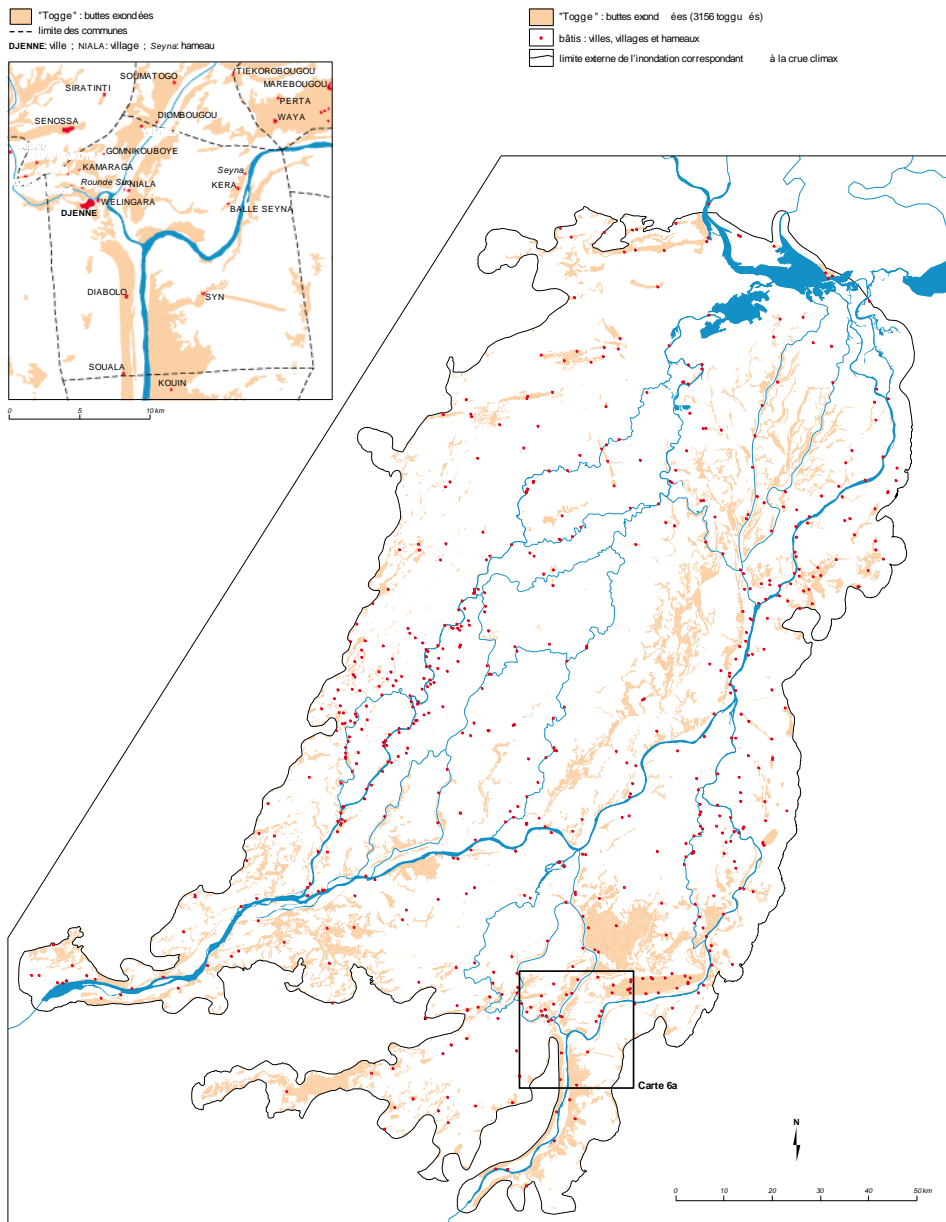 "Togge" : buttes exondées
limite des communes
DJENNE: ville ; NIALA: village ; Seyna: hameau
"Togge" : buttes exond ées (3156 toggu és)
bâtis : villes, villages et hameaux
limite externe de l'inondation correspondant à la crue climax
TIEKOROBOUGOU
SOUMATOGO
MAREBOUGOU
SIRATINTI
PERTA
SENOSSA
DIOMBOUGOU
WAYA
GOMNIKOUBOYE
KAMARAGA
Seyna
Rounde Suo
NIALA
KERA
WELINGARA
BALLE SEYNA
DJENNE
DIABOLO
SYN
SOUALA
KOUIN
0 5 10 km
Carte 6a
N
0 10 20 30 40 50 km